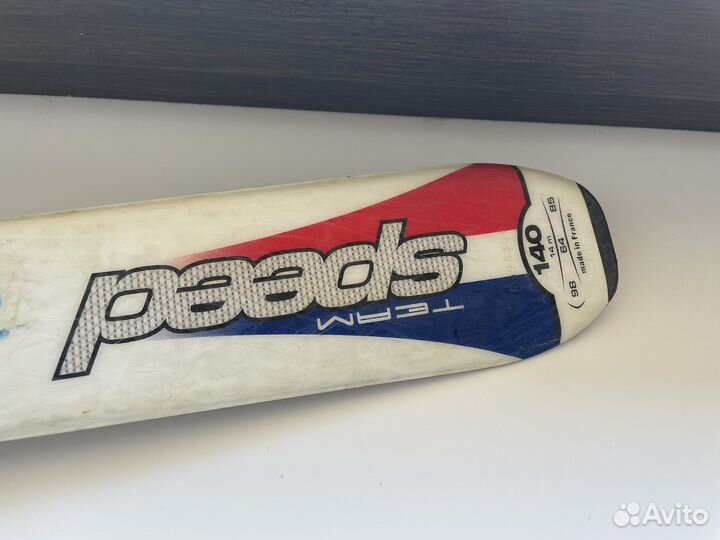 speed
TEAM
140
14 m
98
64
85
made in France
Avito